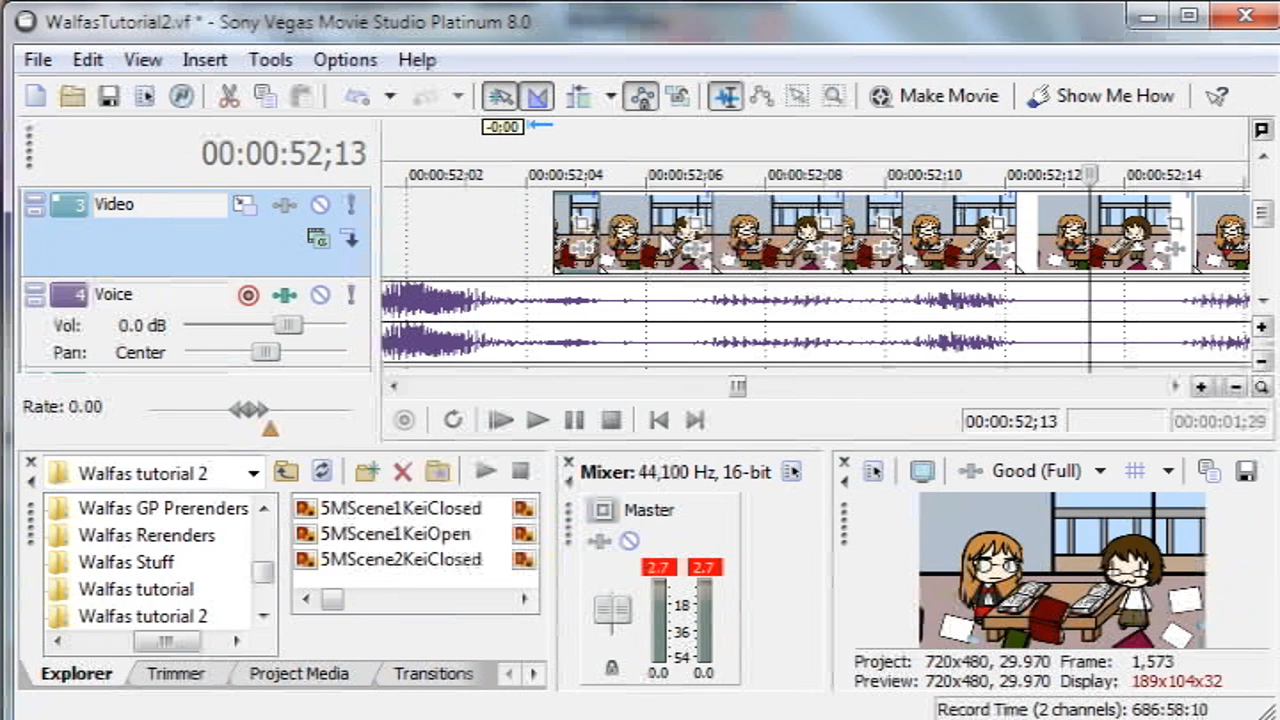 WalfasTutorial2.vf * - Sony Vegas Movie Studio Platinum 8.0
File Edit View Insert Tools Options Help
Make Movie Show Me How
-0;00
00:00:52;13
00:00:52;02 00:00:52;04 00:00:52;06 00:00:52;08 00:00:52;10 00:00:52;12 00:00:52;14
3 Video
4 Voice
Vol: 0.0 dB
Pan: Center
Rate: 0.00
00:00:52;13 00:00:01;29
Walfas tutorial 2
Walfas GP Prerenders
Walfas Rerenders
Walfas Stuff
Walfas tutorial
Walfas tutorial 2
5MScene1KeiClosed
5MScene1KeiOpen
5MScene2KeiClosed
Explorer Trimmer Project Media Transitions
Mixer: 44,100 Hz, 16-bit
Master
2.7 2.7
18
36
54
0.0 0.0
Good (Full)
Project: 720x480, 29.970 Frame: 1,573
Preview: 720x480, 29.970 Display: 189x104x32
Record Time (2 channels): 686:58:10